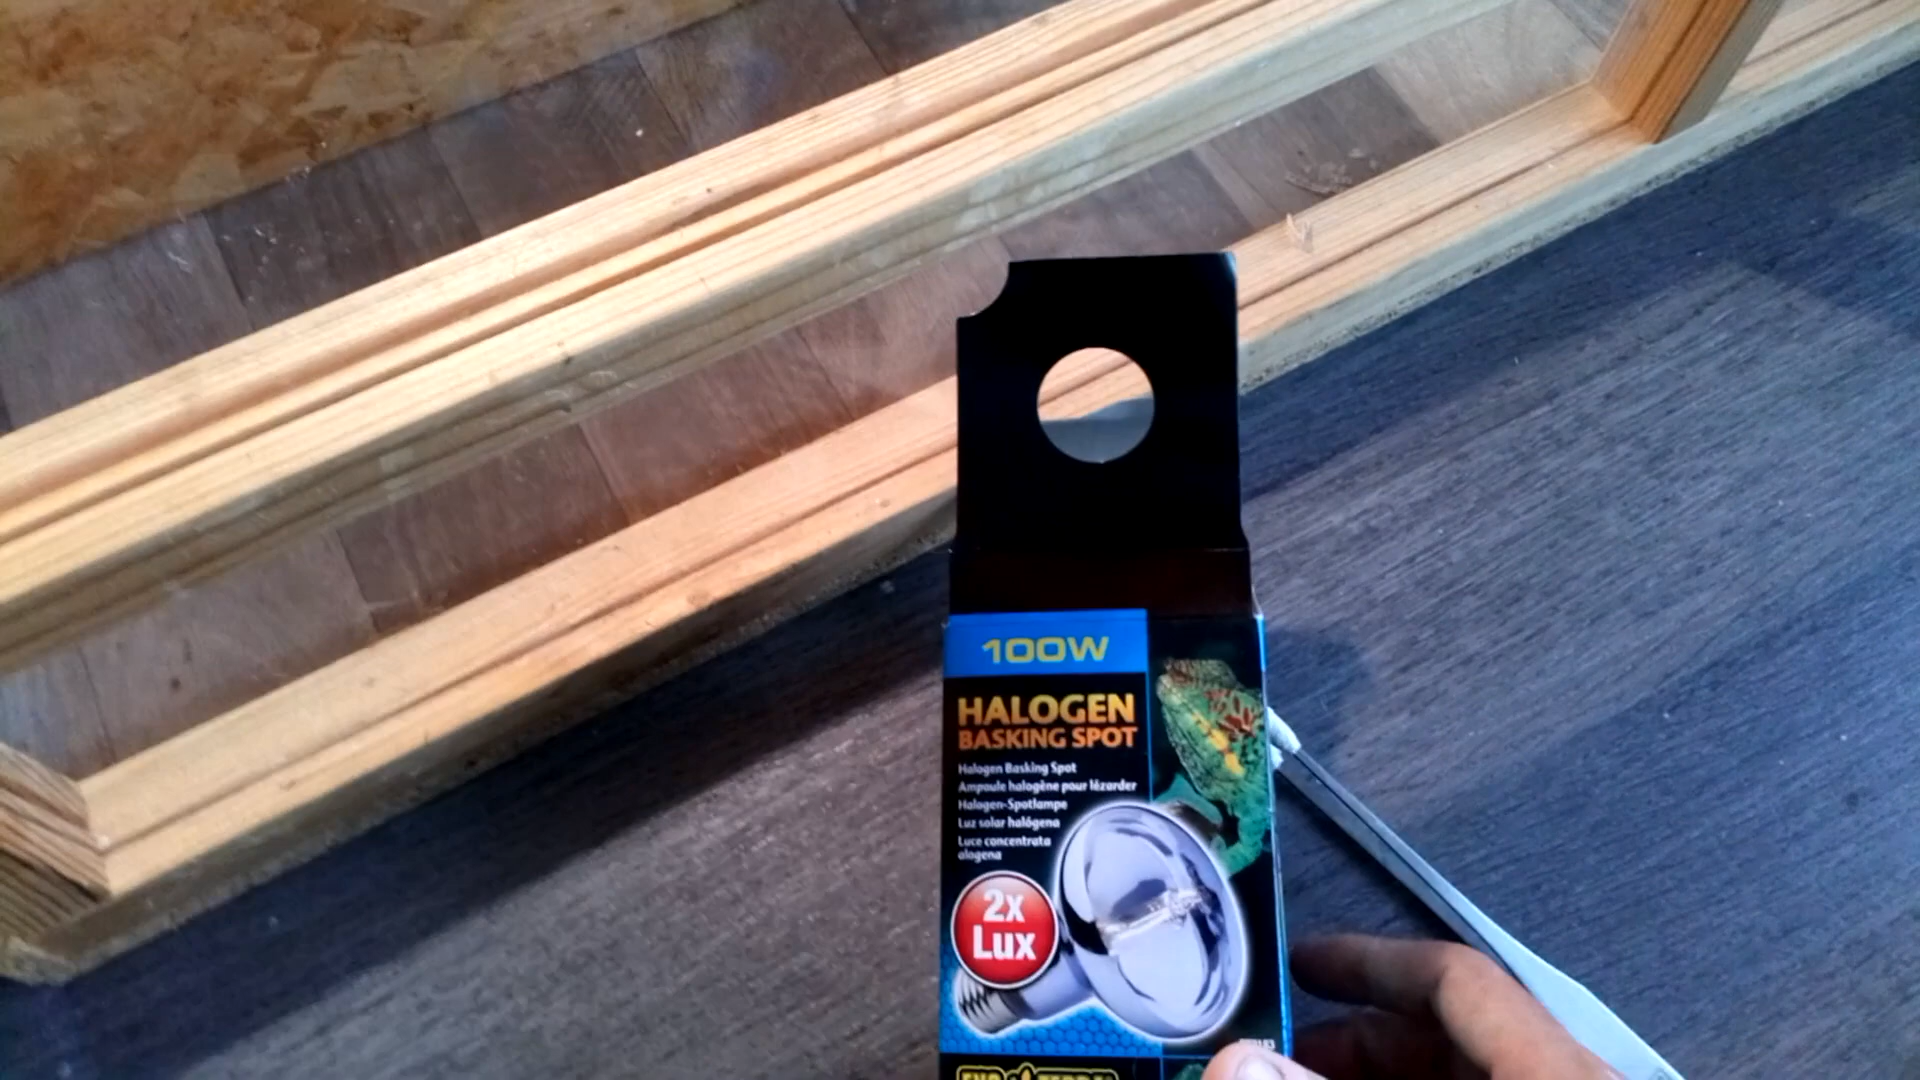 100W
HALOGEN
BASKING SPOT
Halogen Basking Spot
Ampoule halogène pour lézarder
Halogen-Spotlampe
Luz solar halógena
Luce concentrata
alogena
2x
Lux